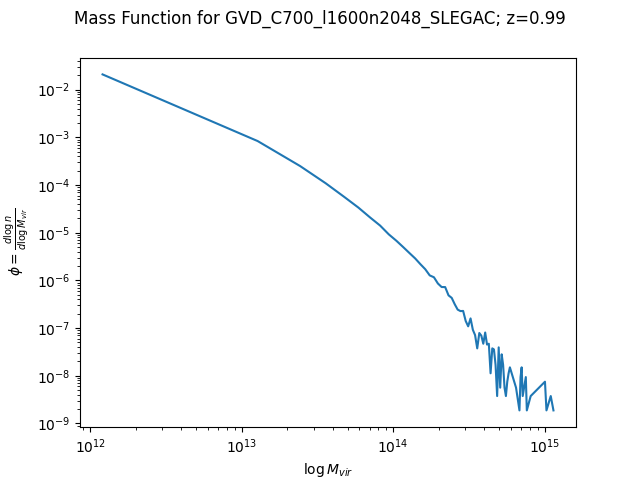 Mass Function for GVD_C700_l1600n2048_SLEGAC; z=0.99
10⁻²
10⁻³
10⁻⁴
10⁻⁵
10⁻⁶
10⁻⁷
10⁻⁸
10⁻⁹
ϕ = d log n / d log M_vir
10¹² 10¹³ 10¹⁴ 10¹⁵
log M_vir